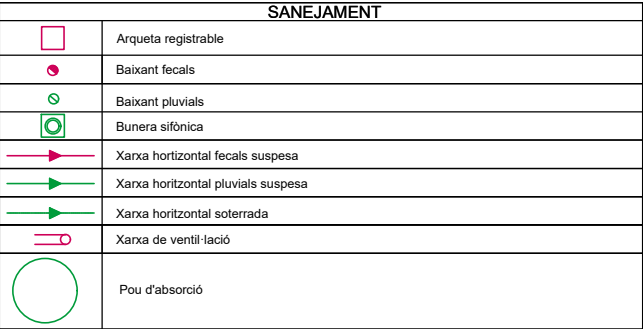 SANEJAMENT
Arqueta registrable
Baixant fecals
Baixant pluvials
Bunera sifònica
Xarxa hortizontal fecals suspesa
Xarxa horitzontal pluvials suspesa
Xarxa horitzontal soterrada
Xarxa de ventil·lació
Pou d'absorció